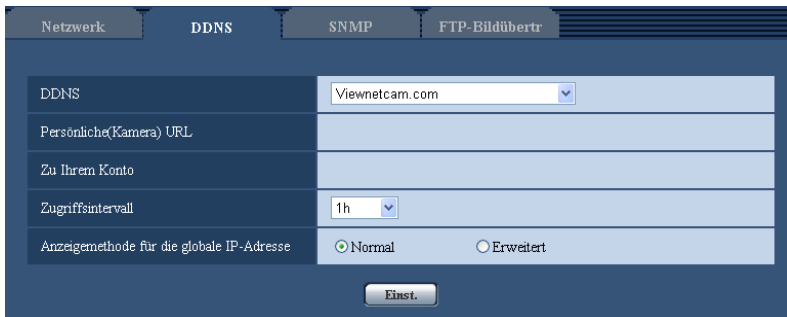 Netzwerk DDNS SNMP FTP-Bildübertr
DDNS Viewnetcam.com
Persönliche(Kamera) URL
Zu Ihrem Konto
Zugriffsintervall 1h
Anzeigemethode für die globale IP-Adresse Normal Erweitert
Einst.